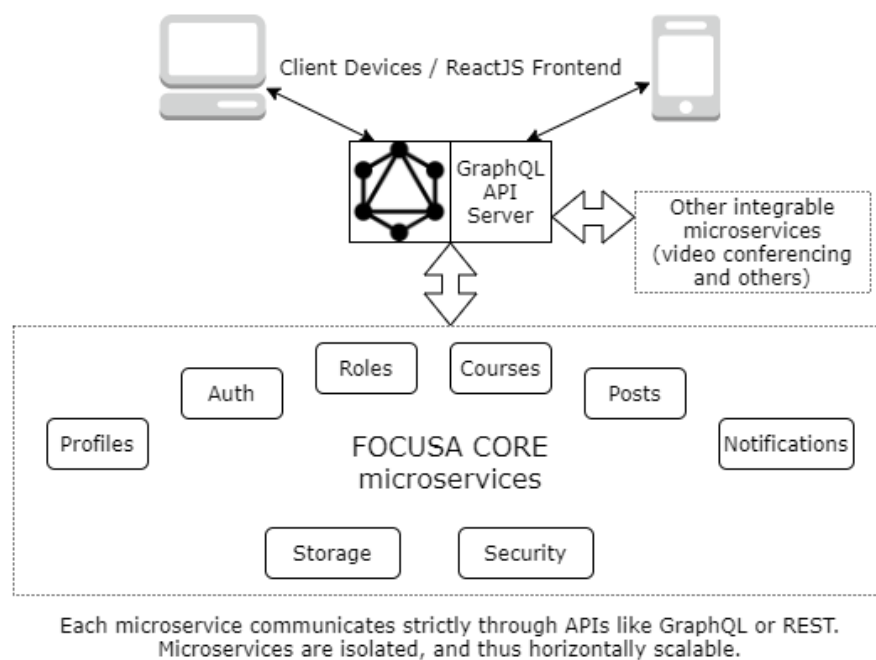 Client Devices / ReactJS Frontend
GraphQL
API
Server
Other integrable
microservices
(video conferencing
and others)
Roles
Courses
Auth
Posts
Profiles
Notifications
FOCUSA CORE
microservices
Storage
Security
Each microservice communicates strictly through APIs like GraphQL or REST.
Microservices are isolated, and thus horizontally scalable.